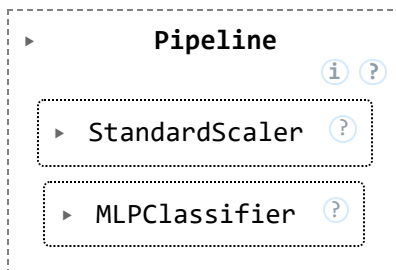 Pipeline
i ?
StandardScaler ?
MLPClassifier ?